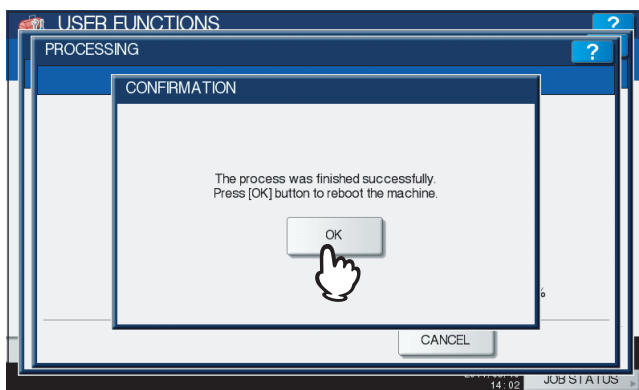 USER FUNCTIONS
?
PROCESSING
?
CONFIRMATION
The process was finished successfully.
Press [OK] button to reboot the machine.
OK
%
CANCEL
14:02
JOB STATUS